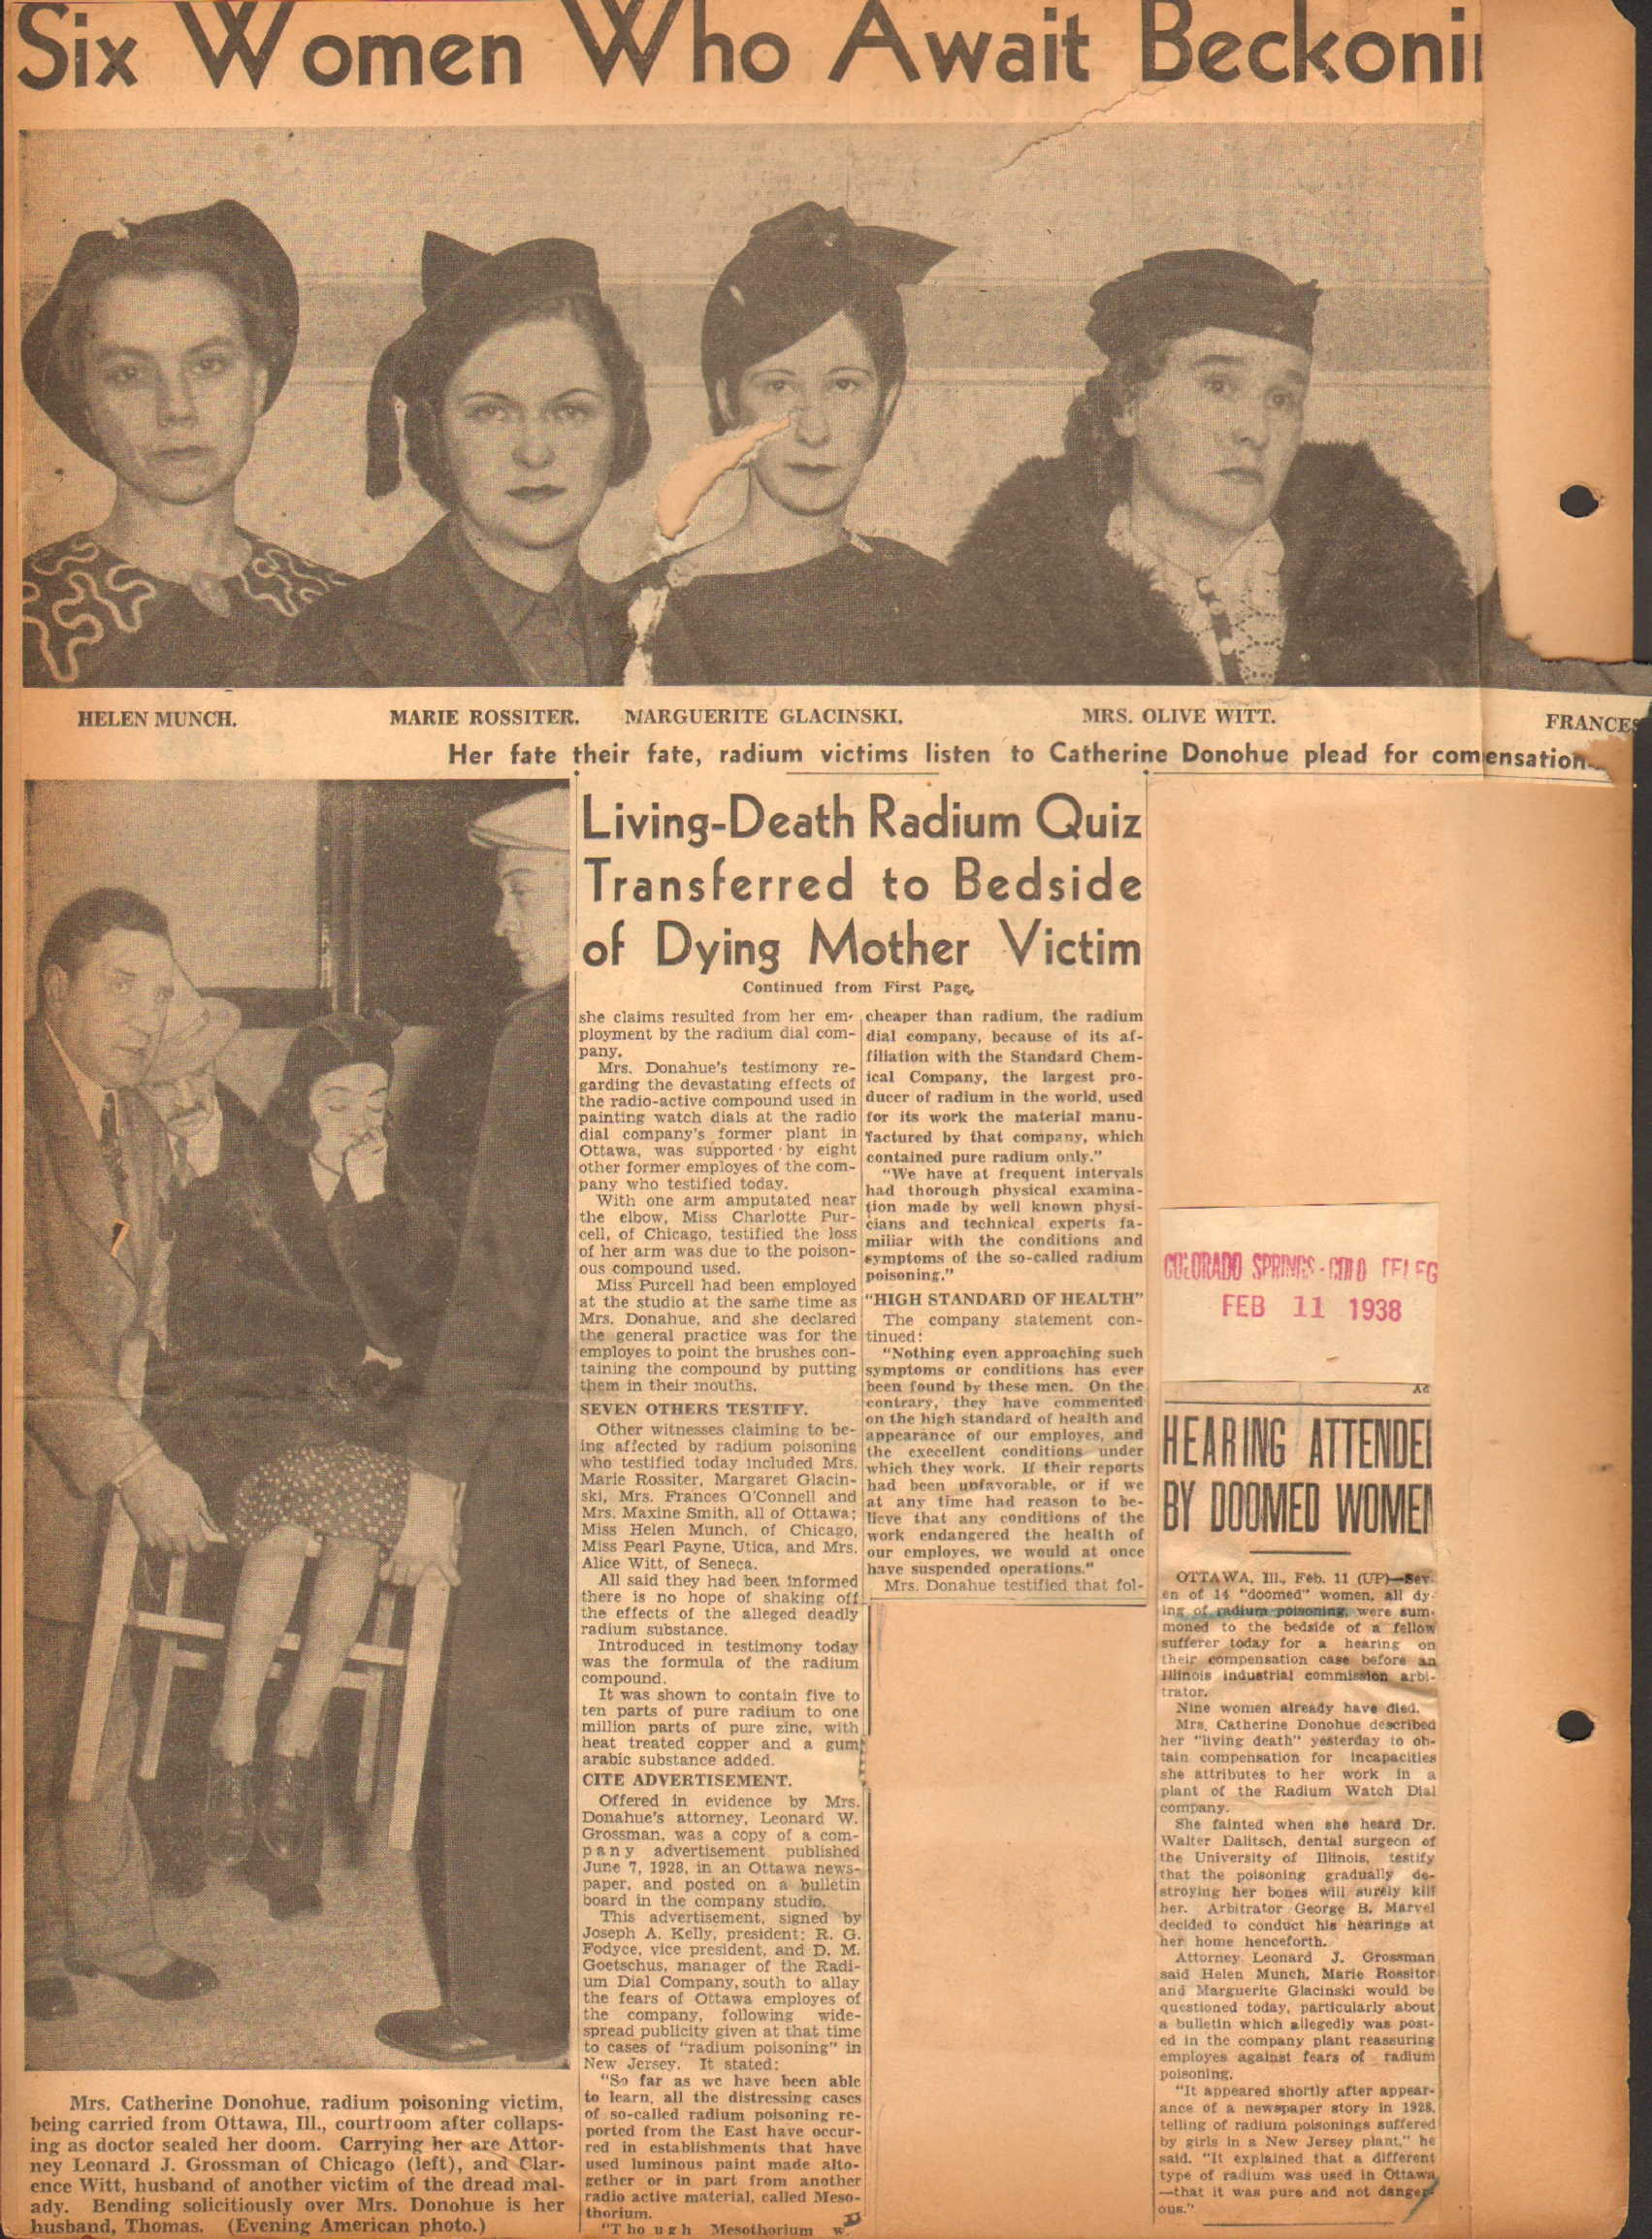 Six Women Who Await Beckoni
HELEN MUNCH.
MARIE ROSSITER.
MARGUERITE GLACINSKI.
MRS. OLIVE WITT.
FRANCES
Her fate their fate, radium victims listen to Catherine Donohue plead for comensation
Mrs. Catherine Donohue, radium poisoning victim,
being carried from Ottawa, Ill., courtroom after collaps-
ing as doctor sealed her doom. Carrying her are Attor-
ney Leonard J. Grossman of Chicago (left), and Clar-
ence Witt, husband of another victim of the dread mal-
ady. Bending solicitiously over Mrs. Donohue is her
husband, Thomas. (Evening American photo.)
Living-Death Radium Quiz
Transferred to Bedside
of Dying Mother Victim
Continued from First Page.
she claims resulted from her em-
ployment by the radium dial com-
pany.
Mrs. Donahue's testimony re-
garding the devastating effects of
the radio-active compound used in
painting watch dials at the radio
dial company's former plant in
Ottawa, was supported by eight
other former employes of the com-
pany who testified today.
With one arm amputated near
the elbow, Miss Charlotte Pur-
cell, of Chicago, testified the loss
of her arm was due to the poison-
ous compound used.
Miss Purcell had been employed
at the studio at the same time as
Mrs. Donahue, and she declared
the general practice was for the
employes to point the brushes con-
taining the compound by putting
them in their mouths.
SEVEN OTHERS TESTIFY.
Other witnesses claiming to be-
ing affected by radium poisoning
who testified today included Mrs.
Marie Rossiter, Margaret Glacin-
ski, Mrs. Frances O'Connell and
Mrs. Maxine Smith, all of Ottawa;
Miss Helen Munch, of Chicago,
Miss Pearl Payne, Utica, and Mrs.
Alice Witt, of Seneca.
All said they had been informed
there is no hope of shaking off
the effects of the alleged deadly
radium substance.
Introduced in testimony today
was the formula of the radium
compound.
It was shown to contain five to
ten parts of pure radium to one
million parts of pure zinc, with
heat treated copper and a gum
arabic substance added.
CITE ADVERTISEMENT.
Offered in evidence by Mrs.
Donahue's attorney, Leonard W.
Grossman, was a copy of a com-
pany advertisement published
June 7, 1928, in an Ottawa news-
paper, and posted on a bulletin
board in the company studio.
This advertisement, signed by
Joseph A. Kelly, president; R. G.
Fodyce, vice president, and D. M.
Goetschus, manager of the Radi-
um Dial Company, south to allay
the fears of Ottawa employes of
the company, following wide-
spread publicity given at that time
to cases of "radium poisoning" in
New Jersey. It stated:
"So far as we have been able
to learn, all the distressing cases
of so-called radium poisoning re-
ported from the East have occur-
red in establishments that have
used luminous paint made alto-
gether or in part from another
radio active material, called Meso-
thorium.
"Though Mesothorium w
cheaper than radium, the radium
dial company, because of its af-
filiation with the Standard Chem-
ical Company, the largest pro-
ducer of radium in the world, used
for its work the material manu-
factured by that company, which
contained pure radium only."
"We have at frequent intervals
had thorough physical examina-
tion made by well known physi-
cians and technical experts fa-
miliar with the conditions and
symptoms of the so-called radium
poisoning."
"HIGH STANDARD OF HEALTH"
The company statement con-
tinued:
"Nothing even approaching such
symptoms or conditions has ever
been found by these men. On the
contrary, they have commented
on the high standard of health and
appearance of our employes, and
the execellent conditions under
which they work. If their reports
had been unfavorable, or if we
at any time had reason to be-
lieve that any conditions of the
work endangered the health of
our employes, we would at once
have suspended operations."
Mrs. Donahue testified that fol-
COLORADO SPRINGS-COLO TELEG
FEB 11 1938
HEARING ATTENDE
BY DOOMED WOMEN
OTTAWA, Ill., Feb. 11 (UP)—Sev-
en of 14 "doomed" women, all dy-
ing of radium poisoning, were sum-
moned to the bedside of a fellow
sufferer today for a hearing on
their compensation case before an
Illinois industrial commission arbi-
trator.
Nine women already have died.
Mrs. Catherine Donohue described
her "living death" yesterday to ob-
tain compensation for incapacities
she attributes to her work in a
plant of the Radium Watch Dial
company.
She fainted when she heard Dr.
Walter Dalitsch, dental surgeon of
the University of Illinois, testify
that the poisoning gradually de-
stroying her bones will surely kill
her. Arbitrator George B. Marvel
decided to conduct his hearings at
her home henceforth.
Attorney Leonard J. Grossman
said Helen Munch, Marie Rossitor
and Marguerite Glacinski would be
questioned today, particularly about
a bulletin which allegedly was post-
ed in the company plant reassuring
employes against fears of radium
poisoning.
"It appeared shortly after appear-
ance of a newspaper story in 1928,
telling of radium poisonings suffered
by girls in a New Jersey plant," he
said. "It explained that a different
type of radium was used in Ottawa
—that it was pure and not danger-
ous."